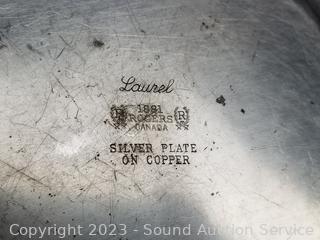 Laurel
1881
R ROGERS R
CANADA
SILVER PLATE
ON COPPER
Copyright 2023 - Sound Auction Service